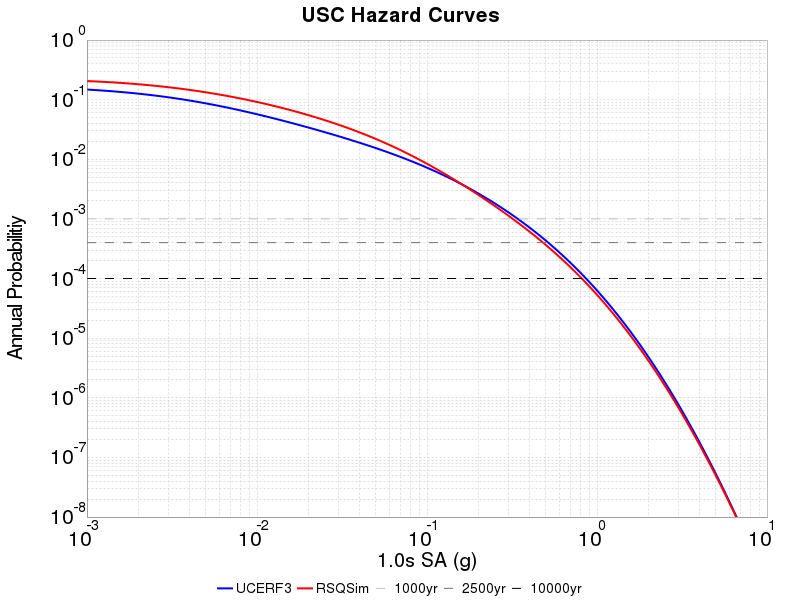 USC Hazard Curves
10^0
10^-1
10^-2
10^-3
10^-4
10^-5
10^-6
10^-7
10^-8
Annual Probability
10^-3 10^-2 10^-1 10^0 10^1
1.0s SA (g)
UCERF3 RSQSim 1000yr 2500yr 10000yr